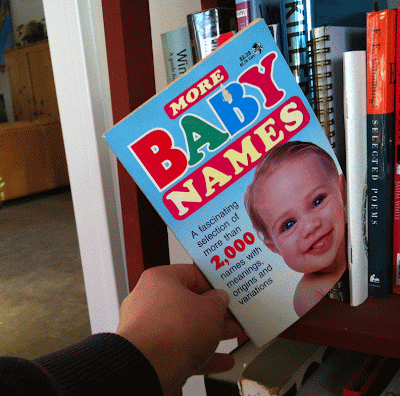 MORE
BABY
NAMES
A fascinating
selection of
more than
2,000
names with
meanings,
origins and
variations
SELECTED POEMS